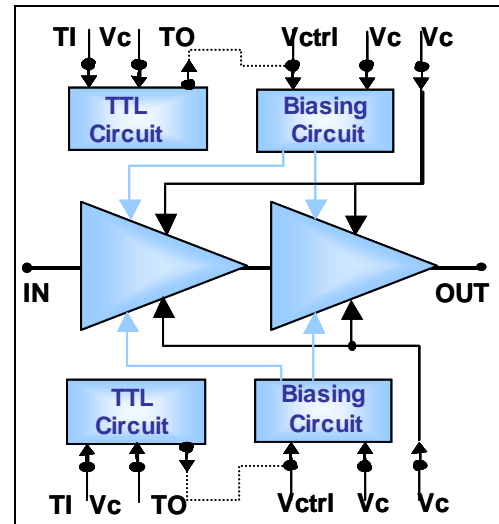 TI Vc TO Vctrl Vc Vc
TTL Circuit
Biasing Circuit
IN
OUT
TTL Circuit
Biasing Circuit
TI Vc TO Vctrl Vc Vc